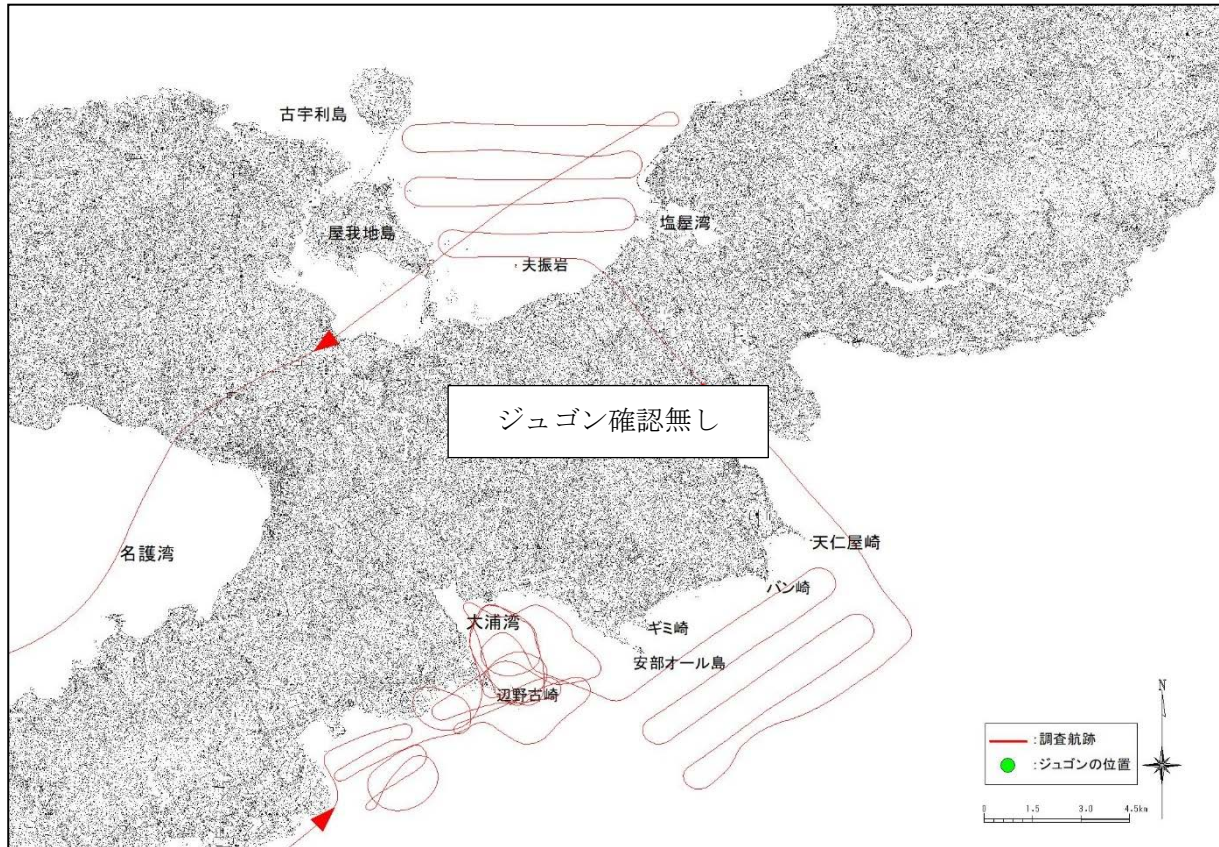 古宇利島
屋我地島
塩屋湾
夫振岩
ジュゴン確認無し
名護湾
天仁屋崎
バン崎
大浦湾
ギミ崎
安部オール島
辺野古崎
N
:調査航跡
:ジュゴンの位置
0 1.5 3.0 4.5km